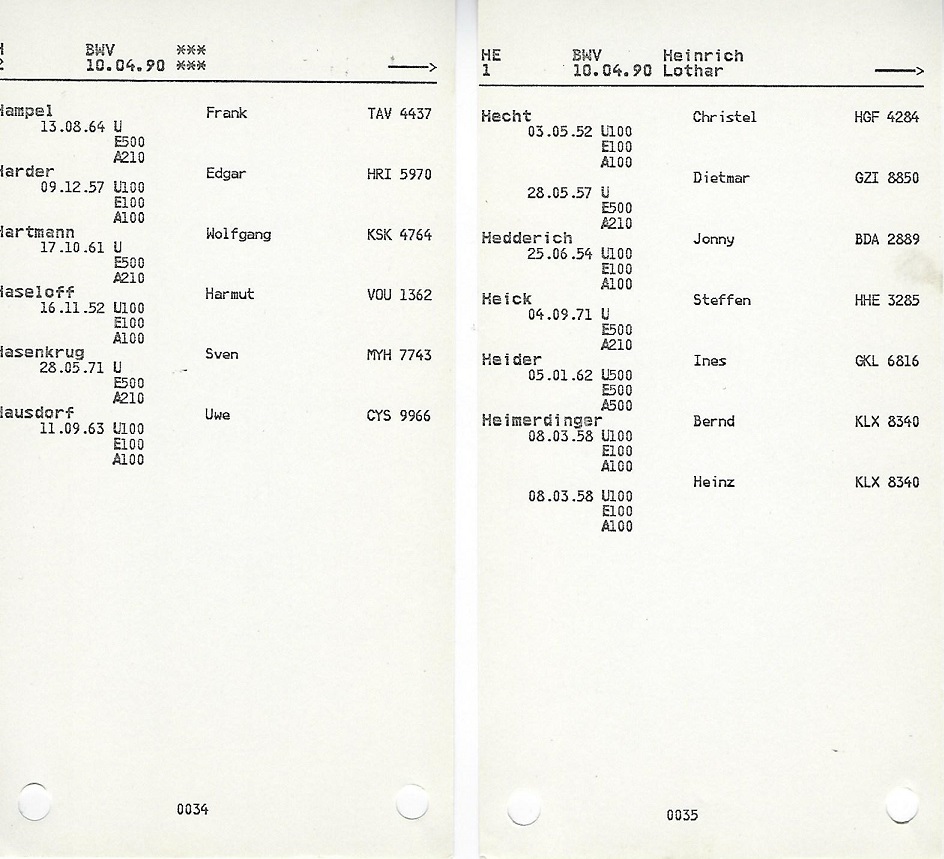 BWV ***
2 10.04.90 *** ———>
Hampel Frank TAV 4437
13.08.64 U
E500
A210
Harder Edgar HRI 5970
09.12.57 U100
E100
A100
Hartmann Wolfgang KSK 4764
17.10.61 U
E500
A210
Haseloff Harmut VOU 1362
16.11.52 U100
E100
A100
Hasenkrug Sven MYH 7743
28.05.71 U
E500
A210
Hausdorf Uwe CYS 9966
11.09.63 U100
E100
A100
0034
HE BWV Heinrich
1 10.04.90 Lothar ———>
Hecht Christel HGF 4284
03.05.52 U100
E100
A100
Dietmar GZI 8850
28.05.57 U
E500
A210
Hedderich Jonny BDA 2889
25.06.54 U100
E100
A100
Heick Steffen HHE 3285
04.09.71 U
E500
A210
Heider Ines GKL 6816
05.01.62 U500
E500
A500
Heimerdinger Bernd KLX 8340
08.03.58 U100
E100
A100
Heinz KLX 8340
08.03.58 U100
E100
A100
0035